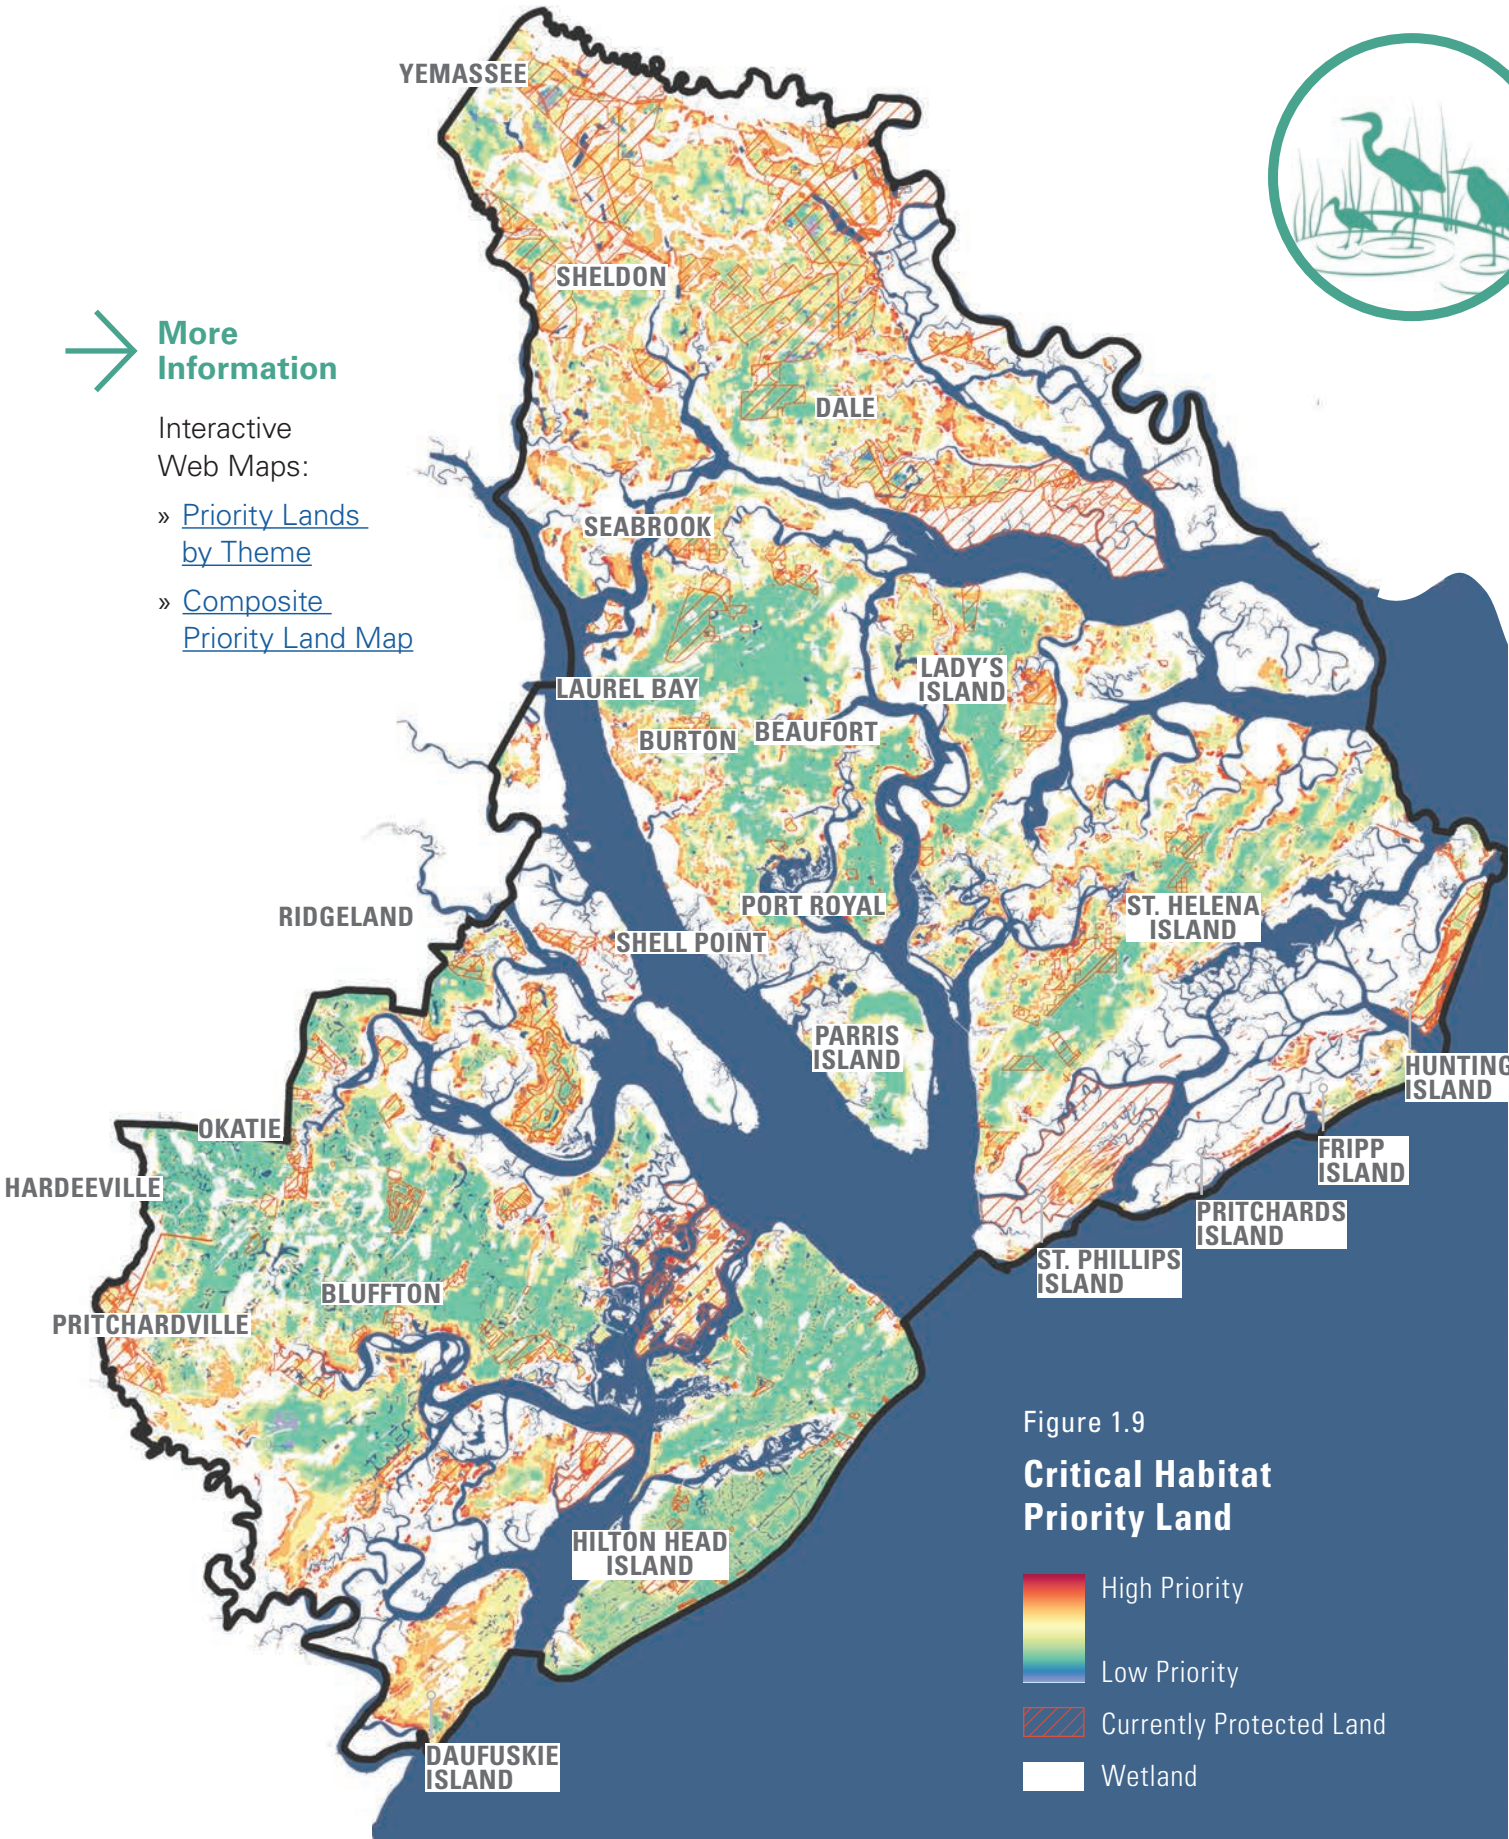 YEMASSEE
SHELDON
More
Information
Interactive
Web Maps:
» Priority Lands
by Theme
» Composite
Priority Land Map
DALE
SEABROOK
LAUREL BAY
LADY'S
ISLAND
BURTON
BEAUFORT
PORT ROYAL
ST. HELENA
ISLAND
RIDGELAND
SHELL POINT
PARRIS
ISLAND
HUNTING
ISLAND
OKATIE
FRIPP
ISLAND
HARDEEVILLE
PRITCHARDS
ISLAND
ST. PHILLIPS
ISLAND
BLUFFTON
PRITCHARDVILLE
HILTON HEAD
ISLAND
DAUFUSKIE
ISLAND
Figure 1.9
Critical Habitat
Priority Land
High Priority
Low Priority
Currently Protected Land
Wetland